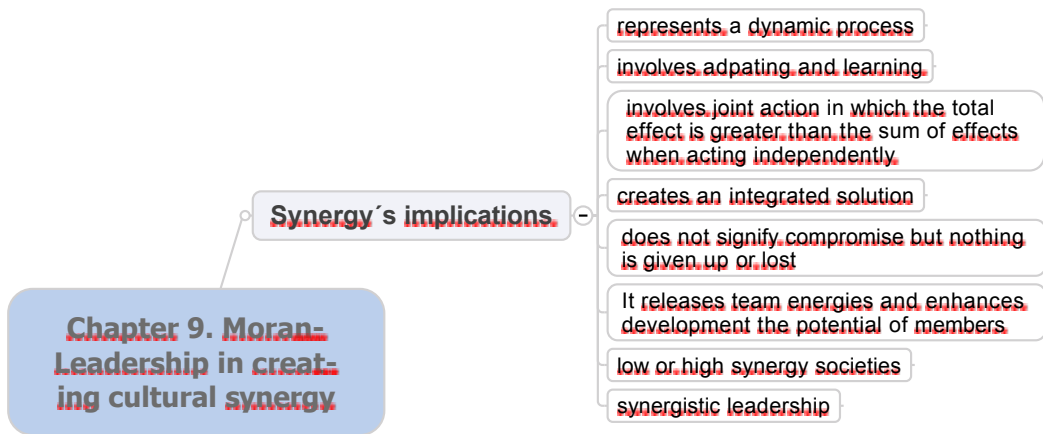 represents a dynamic process
involves adpating and learning
involves joint action in which the total
effect is greater than the sum of effects
when acting independently
creates an integrated solution
Synergy´s implications
does not signify compromise but nothing
is given up or lost
It releases team energies and enhances
development the potential of members
low or high synergy societies
synergistic leadership
Chapter 9. Moran-
Leadership in creat-
ing cultural synergy